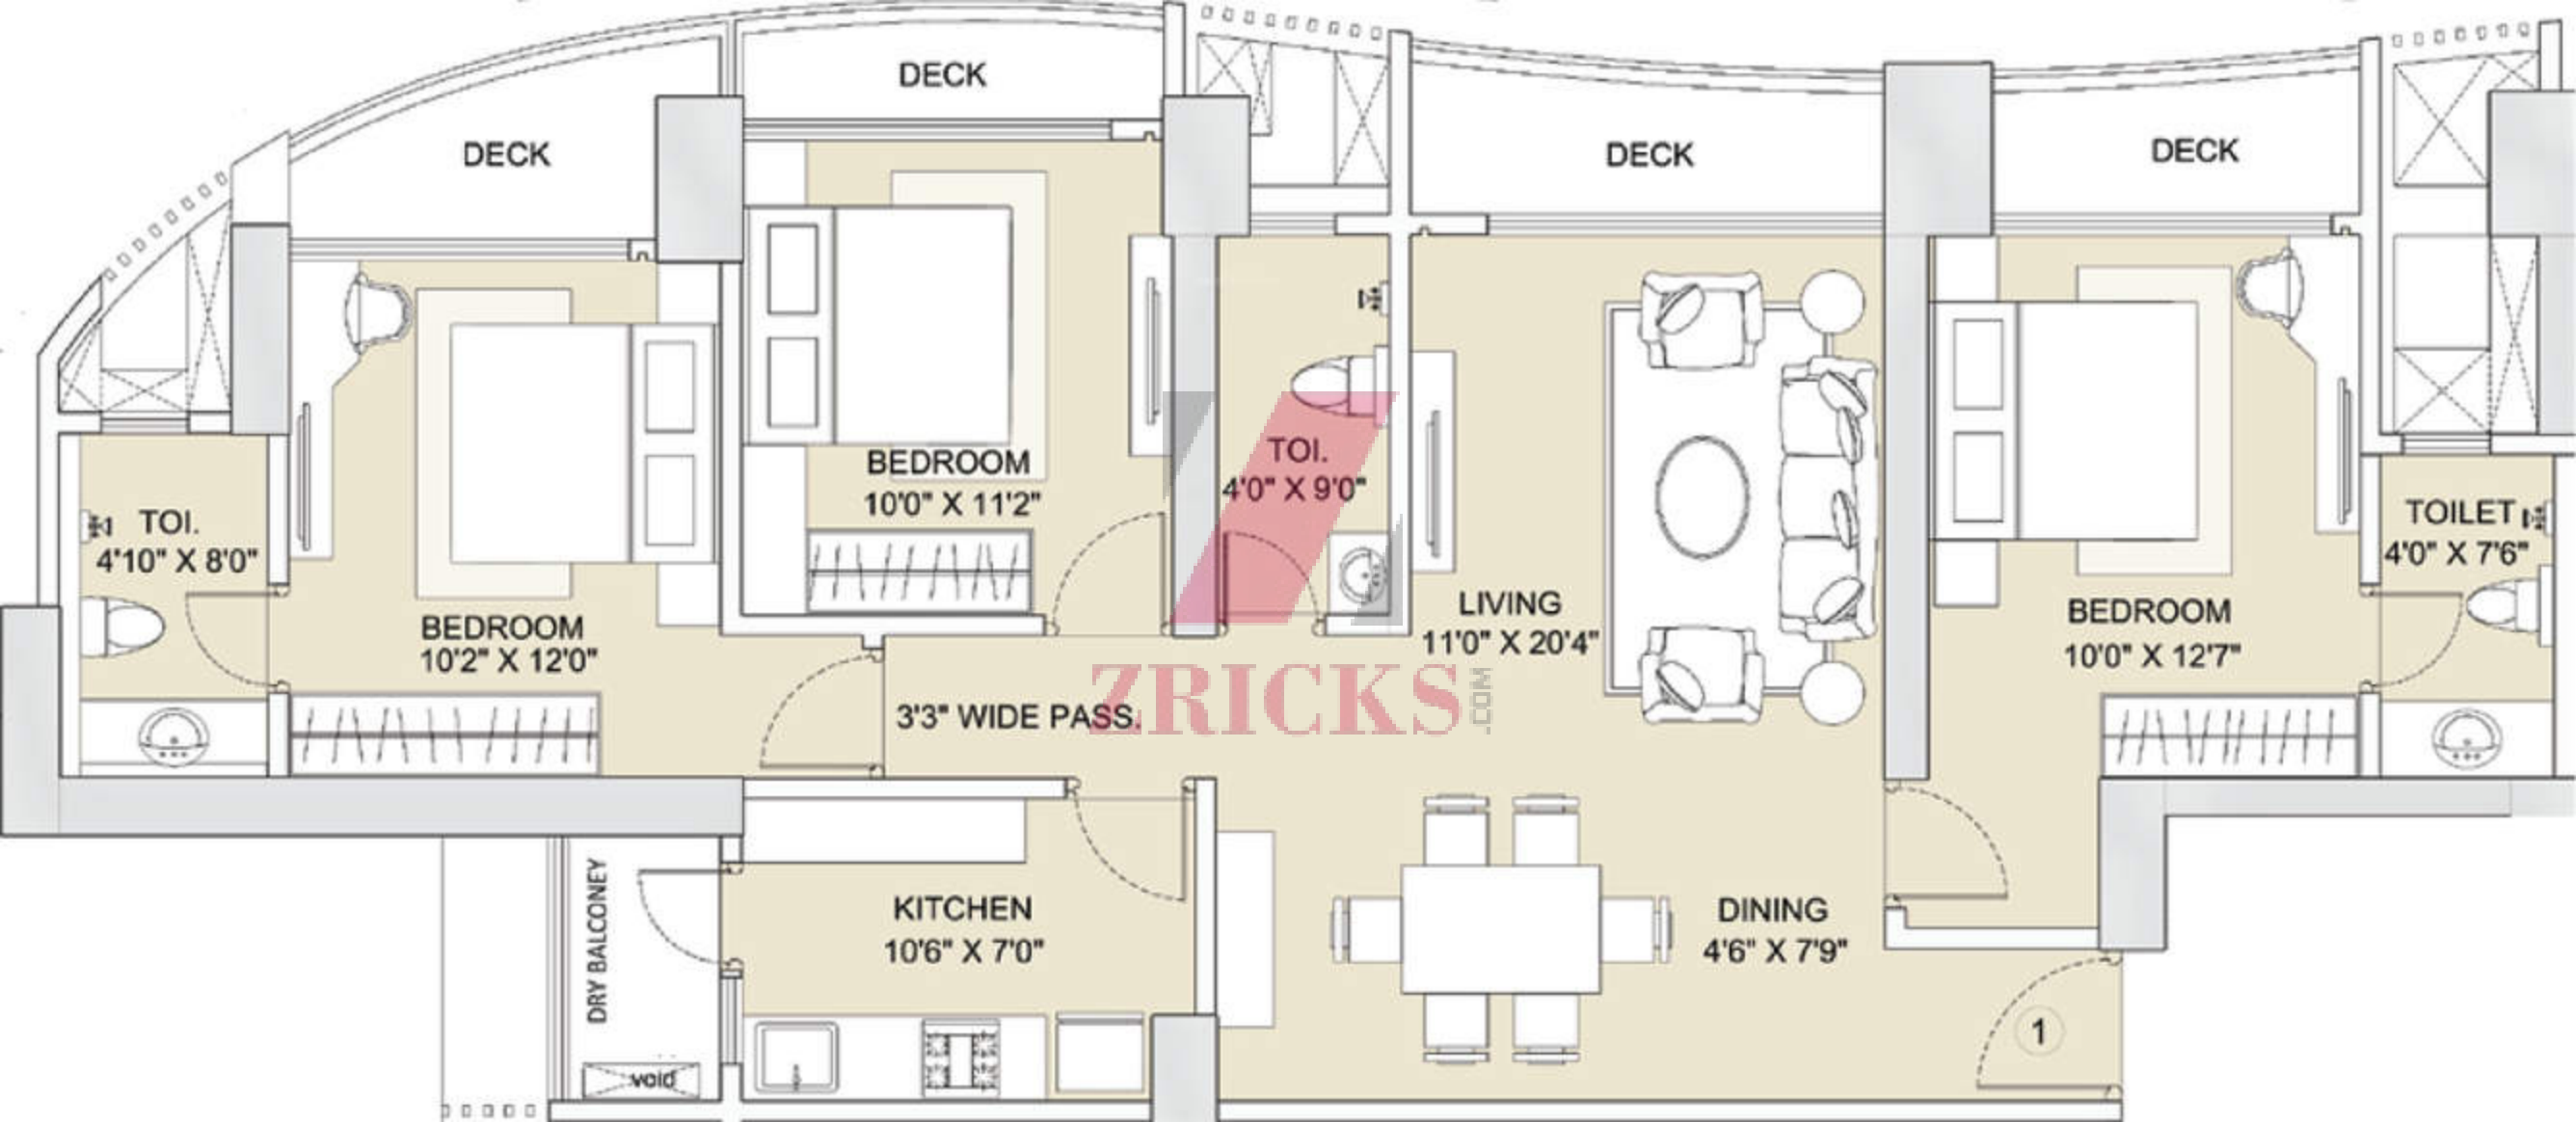 DECK
DECK
DECK
DECK
BEDROOM
10'0" X 11'2"
TOI.
4'0" X 9'0"
TOI.
4'10" X 8'0"
TOILET
4'0" X 7'6"
BEDROOM
10'2" X 12'0"
LIVING
11'0" X 20'4"
BEDROOM
10'0" X 12'7"
3'3" WIDE PASS.
ZRICKS
.COM
DRY BALCONEY
KITCHEN
10'6" X 7'0"
DINING
4'6" X 7'9"
1
void